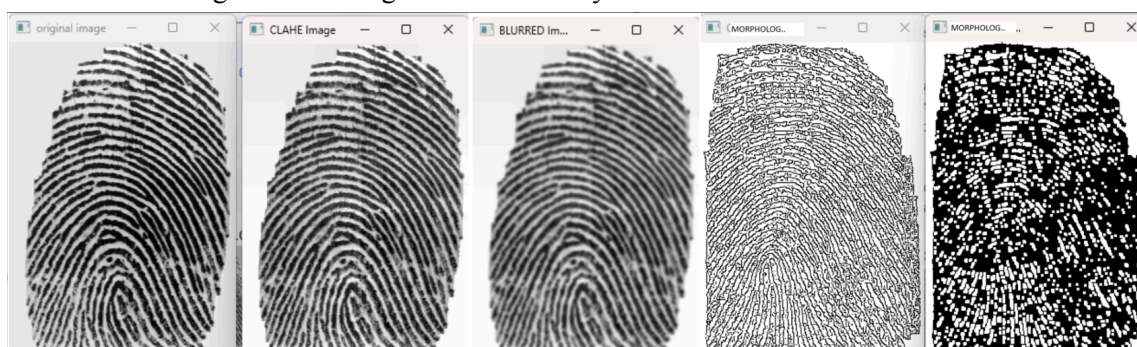 original image
CLAHE Image
BLURRED Im...
MORPHOLOG..
MORPHOLOG.. ..